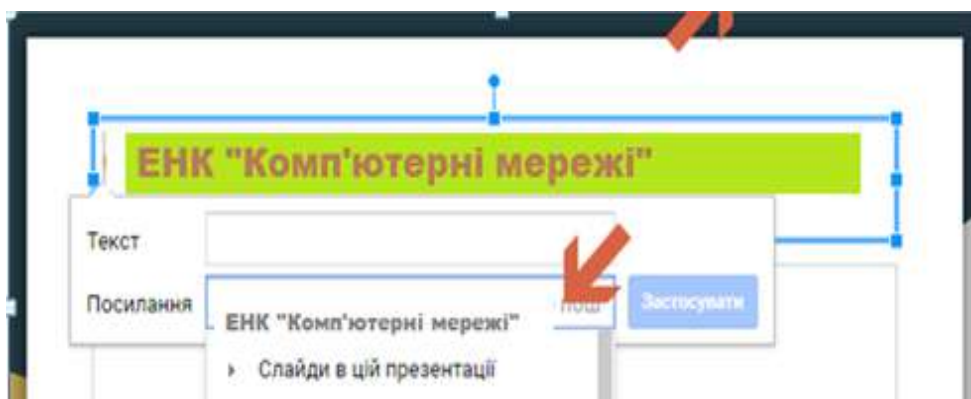 ЕНК "Комп'ютерні мережі"
Текст
Посилання
Застосувати
ЕНК "Комп'ютерні мережі"
Слайди в цій презентації